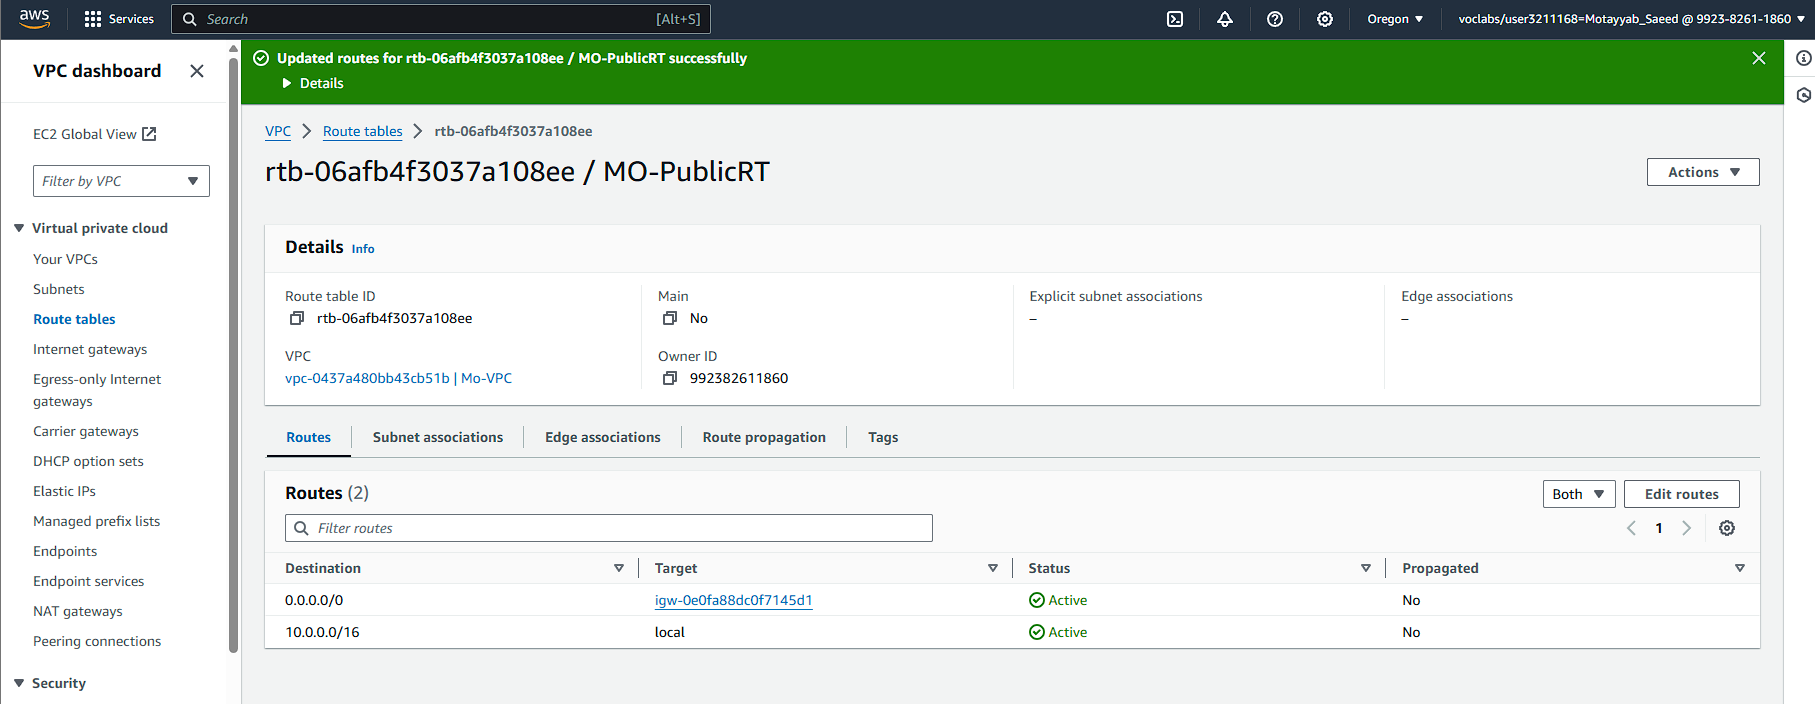 aws
Services
Search
[Alt+S]
Oregon
voclabs/user3211168=Motayyab_Saeed @ 9923-8261-1860
VPC dashboard
EC2 Global View
Filter by VPC
Virtual private cloud
Your VPCs
Subnets
Route tables
Internet gateways
Egress-only Internet
gateways
Carrier gateways
DHCP option sets
Elastic IPs
Managed prefix lists
Endpoints
Endpoint services
NAT gateways
Peering connections
Security
Updated routes for rtb-06afb4f3037a108ee / MO-PublicRT successfully
Details
VPC
Route tables
rtb-06afb4f3037a108ee
rtb-06afb4f3037a108ee / MO-PublicRT
Actions
Details Info
Route table ID
rtb-06afb4f3037a108ee
Main
No
Explicit subnet associations
–
Edge associations
–
VPC
vpc-0437a480bb43cb51b | Mo-VPC
Owner ID
992382611860
Routes
Subnet associations
Edge associations
Route propagation
Tags
Routes (2)
Both
Edit routes
Filter routes
1
Destination Target Status Propagated
0.0.0.0/0 igw-0e0fa88dc0f7145d1 Active No
10.0.0.0/16 local Active No